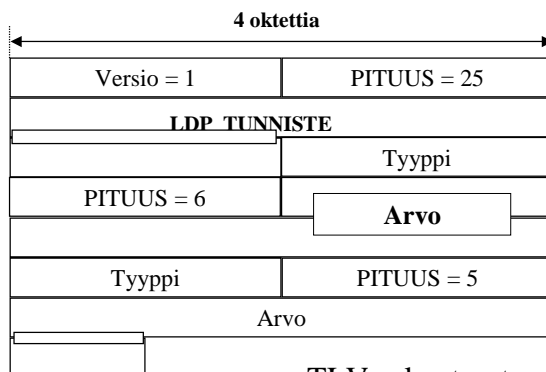 4 oktettia
Versio = 1 PITUUS = 25
LDP TUNNISTE
Tyyppi
PITUUS = 6
Arvo
Tyyppi PITUUS = 5
Arvo